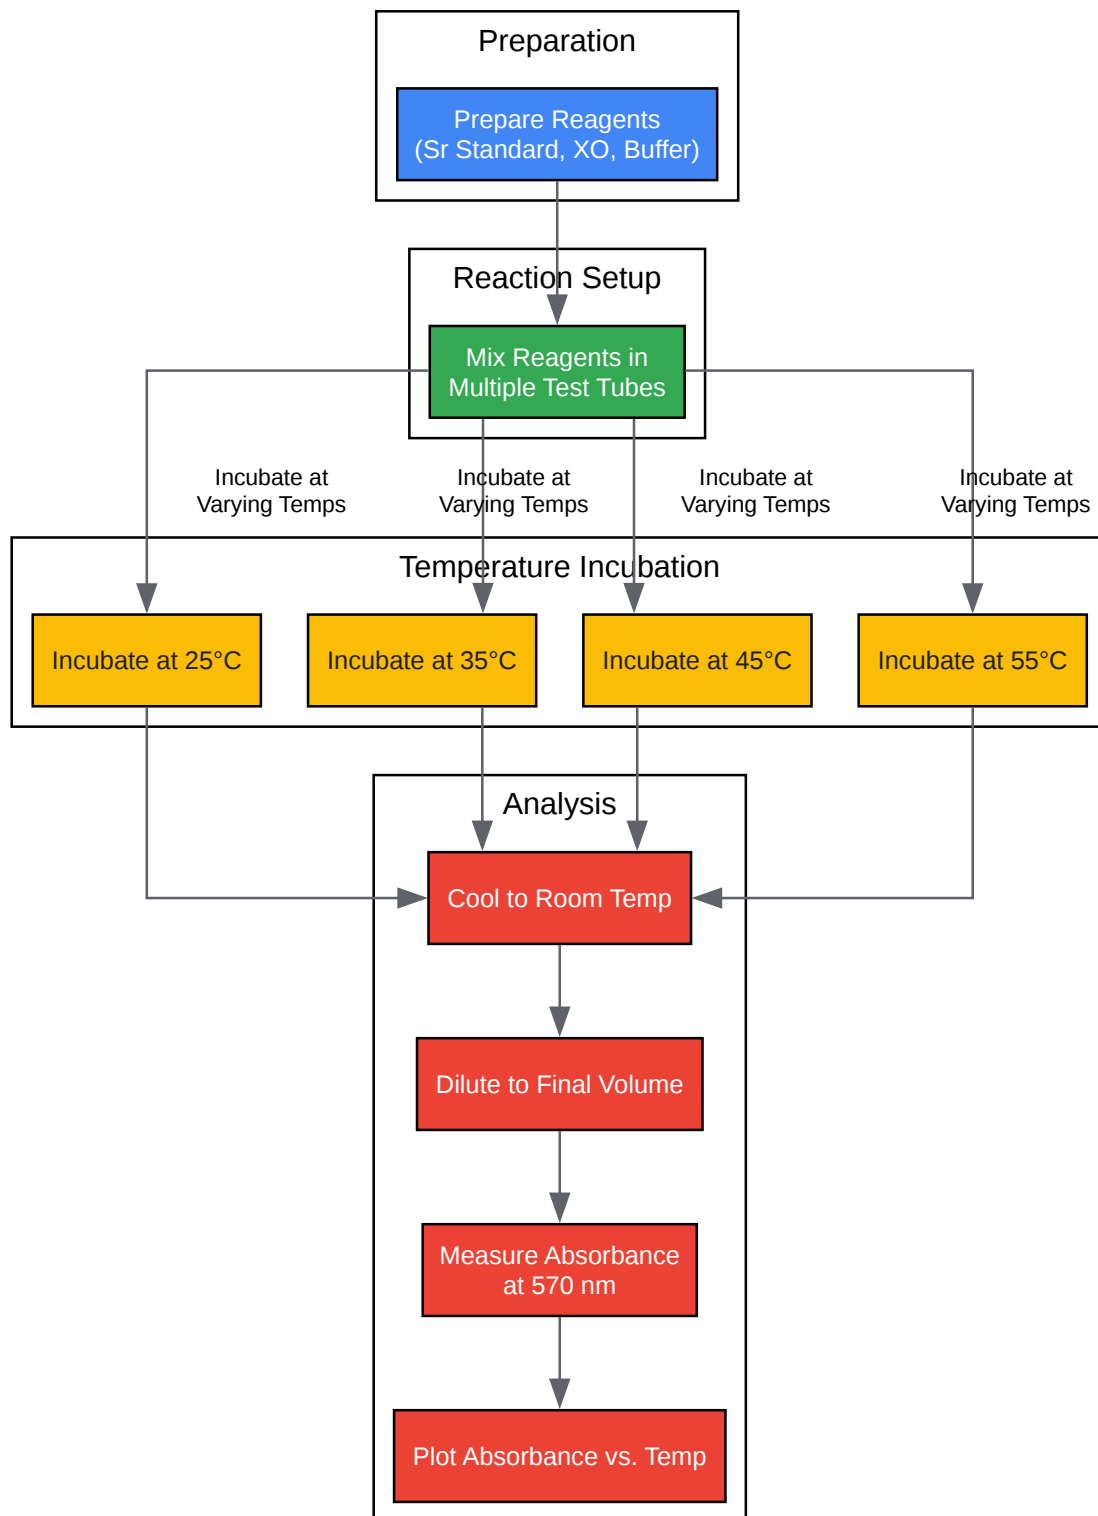 Preparation
Prepare Reagents
(Sr Standard, XO, Buffer)
Reaction Setup
Mix Reagents in
Multiple Test Tubes
Incubate at
Varying Temps
Incubate at
Varying Temps
Incubate at
Varying Temps
Incubate at
Varying Temps
Temperature Incubation
Incubate at 25°C
Incubate at 35°C
Incubate at 45°C
Incubate at 55°C
Analysis
Cool to Room Temp
Dilute to Final Volume
Measure Absorbance
at 570 nm
Plot Absorbance vs. Temp